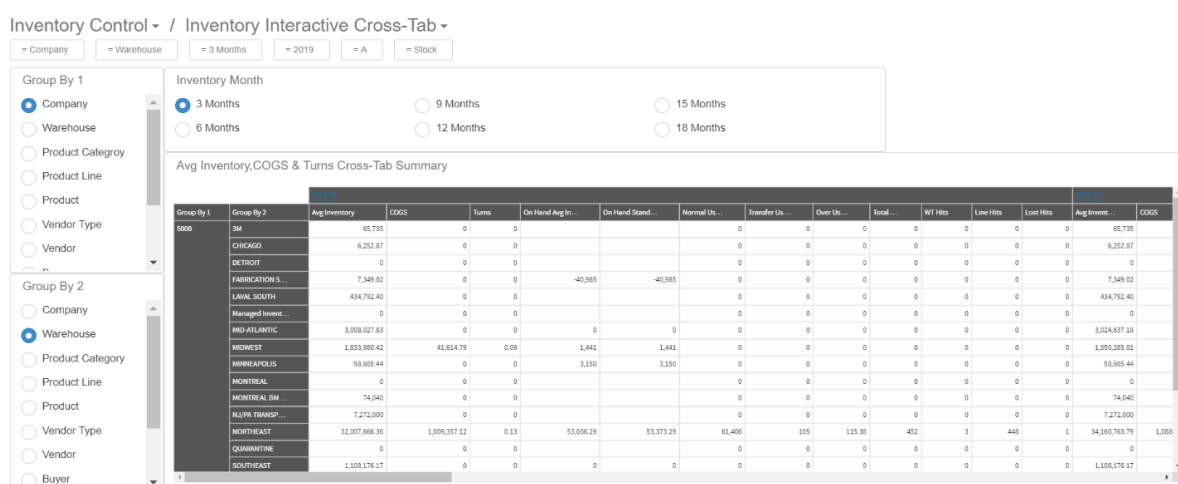 Inventory Control / Inventory Interactive Cross-Tab
= Company = Warehouse = 3 Months = 2019 = A = Stock
Group By 1
Company
Warehouse
Product Categroy
Product Line
Product
Vendor Type
Vendor
Group By 2
Company
Warehouse
Product Category
Product Line
Product
Vendor Type
Vendor
Buyer
Inventory Month
3 Months 9 Months 15 Months
6 Months 12 Months 18 Months
Avg Inventory,COGS & Turns Cross-Tab Summary
Group By 1 Group By 2 Avg Inventory COGS Turns On Hand Avg In... On Hand Stand... Normal Us... Transfer Us... Over Us... Total ... WT Hits Line Hits Lost Hits Avg Invent... COGS
5000 3M 65,735 0 0 0 0 0 0 0 0 0 65,735
CHICAGO 6,252.87 0 0 0 0 0 0 0 0 0 6,252.87
DETROIT 0 0 0 0 0 0 0 0 0 0 0
FABRICATION S... 7,349.02 0 0 -40,985 -40,985 0 0 0 0 0 0 0 7,349.02
LAVAL SOUTH 434,792.40 0 0 0 0 0 0 0 0 0 434,792.40
Managed Invent... 0 0 0 0 0 0 0 0 0 0 0
MID-ATLANTIC 3,008,027.83 0 0 0 0 0 0 0 0 0 0 0 3,024,637.18
MIDWEST 1,833,980.42 41,614.79 0.09 1,441 1,441 0 0 0 0 0 0 0 1,850,285.81
MINNEAPOLIS 58,685.44 0 0 3,150 3,150 0 0 0 0 0 0 0 58,685.44
MONTREAL 0 0 0 0 0 0 0 0 0 0 0
MONTREAL BM... 74,040 0 0 0 0 0 0 0 0 0 74,040
NJ/PA TRANSP... 7,272,000 0 0 0 0 0 0 0 0 0 7,272,000
NORTHEAST 32,007,666.36 1,009,357.12 0.13 53,036.29 53,373.29 61,406 105 115.38 452 3 448 1 34,160,763.79 1,088
QUARANTINE 0 0 0 0 0 0 0 0 0 0 0
SOUTHEAST 1,108,176.17 0 0 0 0 0 0 0 0 0 0 0 1,108,176.17